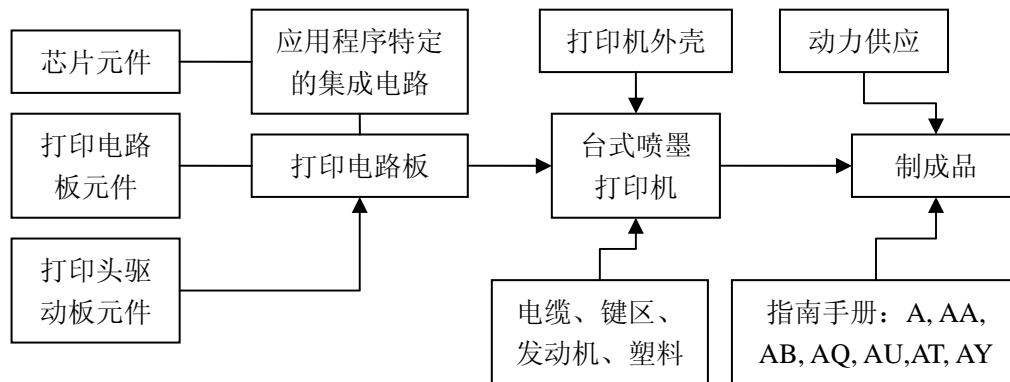 芯片元件
应用程序特定
的集成电路
打印机外壳
动力供应
打印电路
板元件
打印电路板
台式喷墨
打印机
制成品
打印头驱
动板元件
电缆、键区、
发动机、塑料
指南手册：A, AA,
AB, AQ, AU,AT, AY